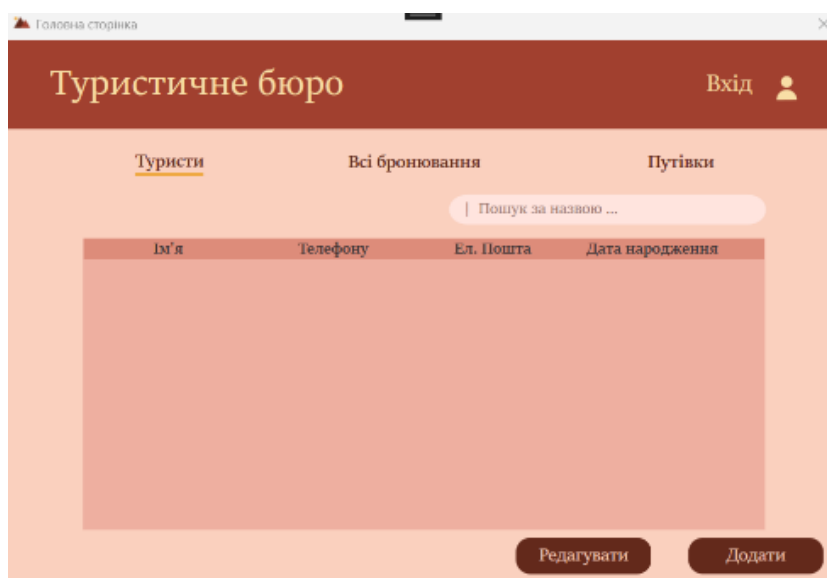 Головна сторінка
Туристичне бюро
Вхід
Туристи Всі бронювання Путівки
| Пошук за назвою ...
Ім'я Телефону Ел. Пошта Дата народження
Редагувати Додати